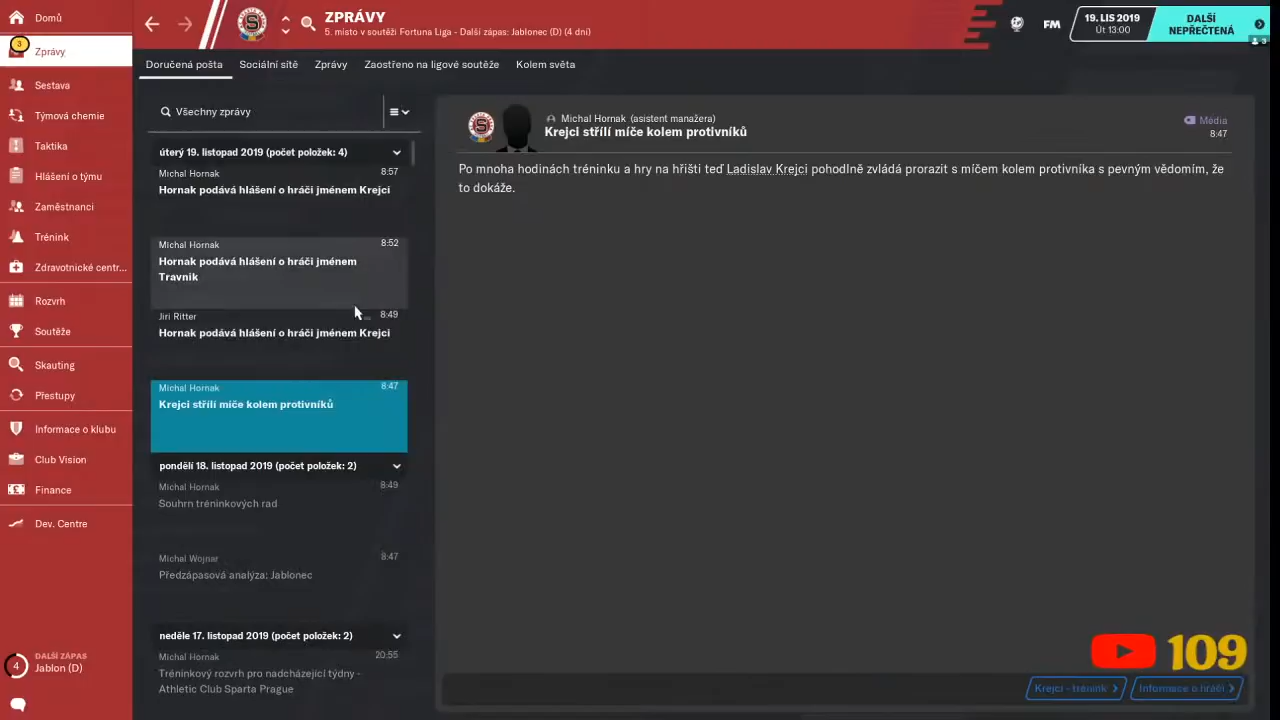 Domů
3
Zprávy
Sestava
Týmová chemie
Taktika
Hlášení o týmu
Zaměstnanci
Trénink
Zdravotnické centr...
Rozvrh
Soutěže
Skauting
Přestupy
Informace o klubu
Club Vision
Finance
Dev. Centre
4
DALŠÍ ZÁPAS
Jablon (D)
ZPRÁVY
5. místo v soutěži Fortuna Liga - Další zápas: Jablonec (D) (4 dní)
FM
19. LIS 2019
Út 13:00
DALŠÍ
NEPŘEČTENÁ
3
Doručená pošta
Sociální sítě
Zprávy
Zaostřeno na ligové soutěže
Kolem světa
Všechny zprávy
úterý 19. listopad 2019 (počet položek: 4)
Michal Hornak 8:57
Hornak podává hlášení o hráči jménem Krejci
Michal Hornak 8:52
Hornak podává hlášení o hráči jménem
Travnik
Jiri Ritter 8:49
Hornak podává hlášení o hráči jménem Krejci
Michal Hornak 8:47
Krejci střílí míče kolem protivníků
pondělí 18. listopad 2019 (počet položek: 2)
Michal Hornak 8:49
Souhrn tréninkových rad
Michal Wojnar 8:47
Předzápasová analýza: Jablonec
neděle 17. listopad 2019 (počet položek: 2)
Michal Hornak 20:55
Tréninkový rozvrh pro nadcházející týdny -
Athletic Club Sparta Prague
Michal Hornak (asistent manažera)
Krejci střílí míče kolem protivníků
Média
8:47
Po mnoha hodinách tréninku a hry na hřišti teď Ladislav Krejci pohodlně zvládá prorazit s míčem kolem protivníka s pevným vědomím, že
to dokáže.
109
Krejci - trénink
Informace o hráči